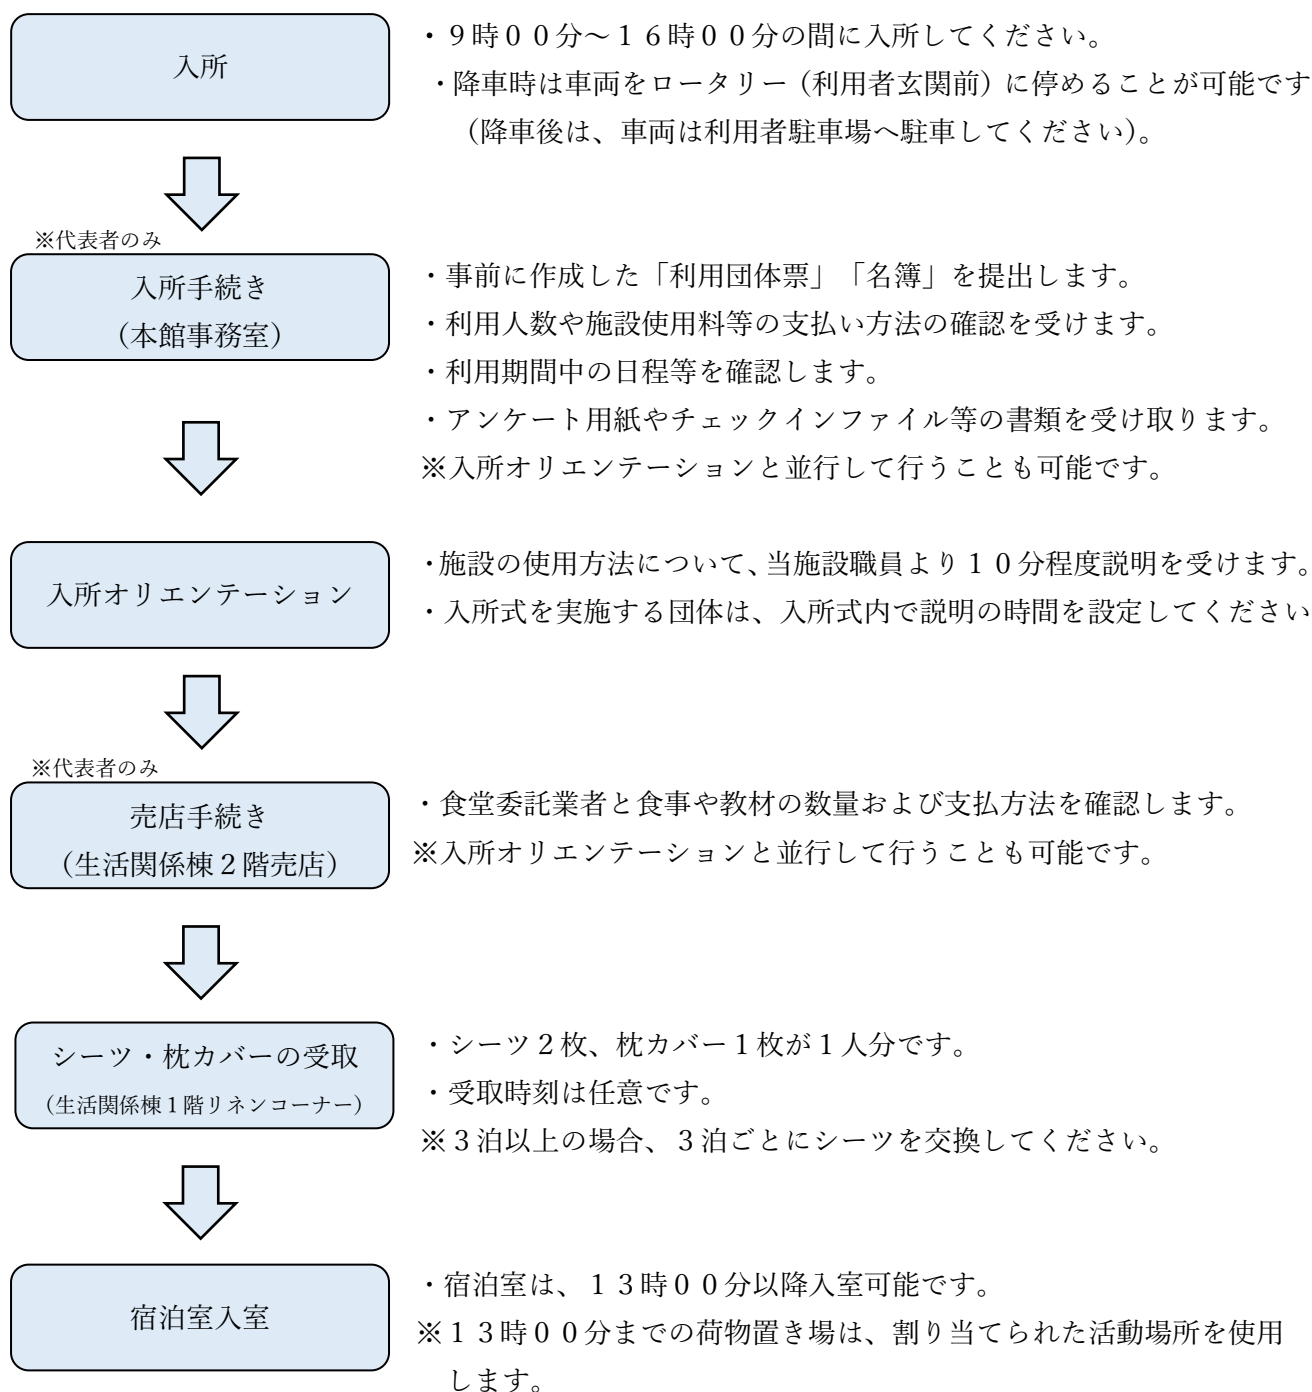 入所
・９時００分～１６時００分の間に入所してください。
・降車時は車両をロータリー（利用者玄関前）に停めることが可能です
（降車後は、車両は利用者駐車場へ駐車してください）。
※代表者のみ
入所手続き
（本館事務室）
・事前に作成した「利用団体票」「名簿」を提出します。
・利用人数や施設使用料等の支払い方法の確認を受けます。
・利用期間中の日程等を確認します。
・アンケート用紙やチェックインファイル等の書類を受け取ります。
※入所オリエンテーションと並行して行うことも可能です。
入所オリエンテーション
・施設の使用方法について、当施設職員より１０分程度説明を受けます。
・入所式を実施する団体は、入所式内で説明の時間を設定してください
※代表者のみ
売店手続き
（生活関係棟２階売店）
・食堂委託業者と食事や教材の数量および支払方法を確認します。
※入所オリエンテーションと並行して行うことも可能です。
シーツ・枕カバーの受取
（生活関係棟１階リネンコーナー）
・シーツ２枚、枕カバー１枚が１人分です。
・受取時刻は任意です。
※３泊以上の場合、３泊ごとにシーツを交換してください。
宿泊室入室
・宿泊室は、１３時００分以降入室可能です。
※１３時００分までの荷物置き場は、割り当てられた活動場所を使用
します。